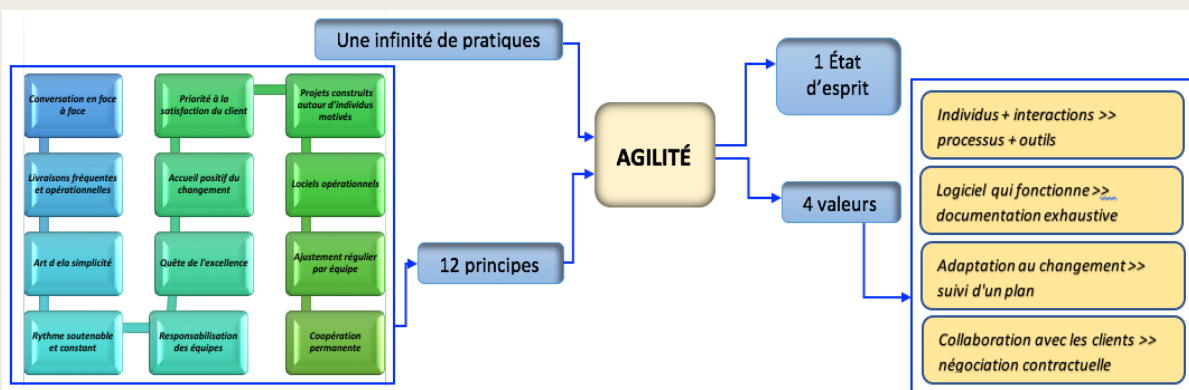 Une infinité de pratiques
Conversation en face
à face
Livraisons fréquentes
et opérationnelles
Art d ela simplicité
Rythme soutenable
et constant
Responsabilisation
des équipes
Quête de l'excellence
Accueil positif du
changement
Priorité à la
satisfaction du client
Projets construits
autour d'individus
motivés
Lociels opérationnels
Ajustement régulier
par équipe
Coopération
permanente
12 principes
AGILITÉ
1 État
d'esprit
4 valeurs
Individus + interactions >>
processus + outils
Logiciel qui fonctionne >>
documentation exhaustive
Adaptation au changement >>
suivi d'un plan
Collaboration avec les clients >>
négociation contractuelle